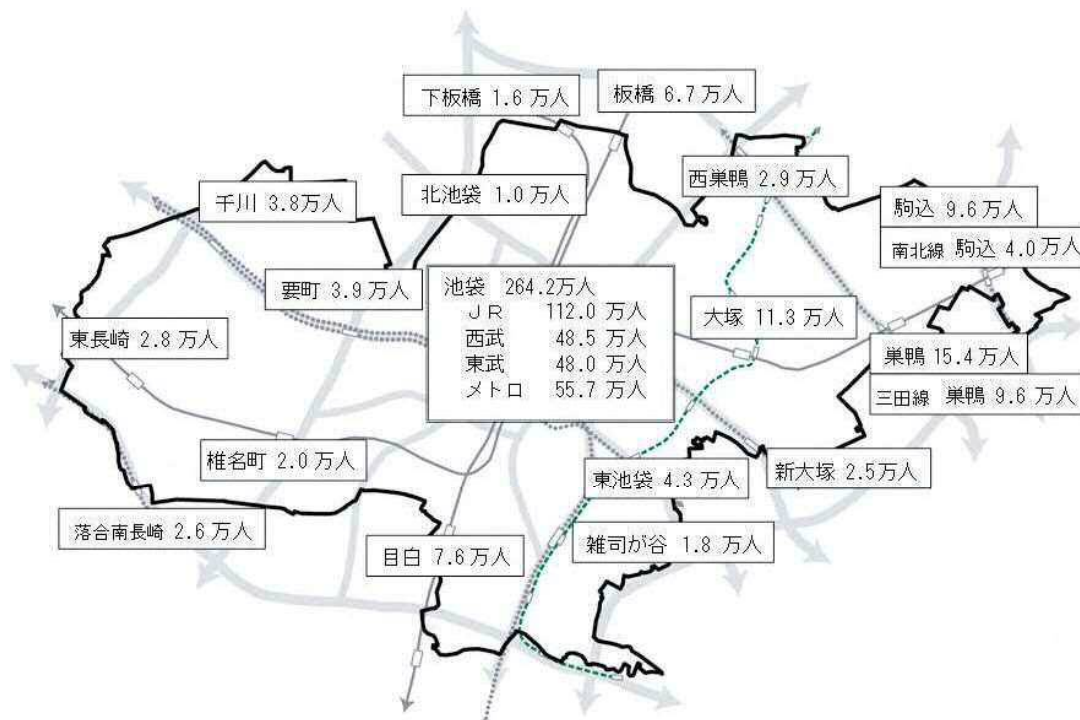 下板橋 1.6 万人
板橋 6.7 万人
西巣鴨 2.9 万人
千川 3.8万人
北池袋 1.0 万人
駒込 9.6 万人
南北線 駒込 4.0 万人
要町 3.9 万人
池袋 264.2万人
JR 112.0 万人
西武 48.5 万人
東武 48.0 万人
メトロ 55.7 万人
大塚 11.3 万人
東長崎 2.8 万人
巣鴨 15.4 万人
三田線 巣鴨 9.6 万人
椎名町 2.0 万人
東池袋 4.3 万人
新大塚 2.5万人
落合南長崎 2.6 万人
目白 7.6 万人
雑司が谷 1.8 万人